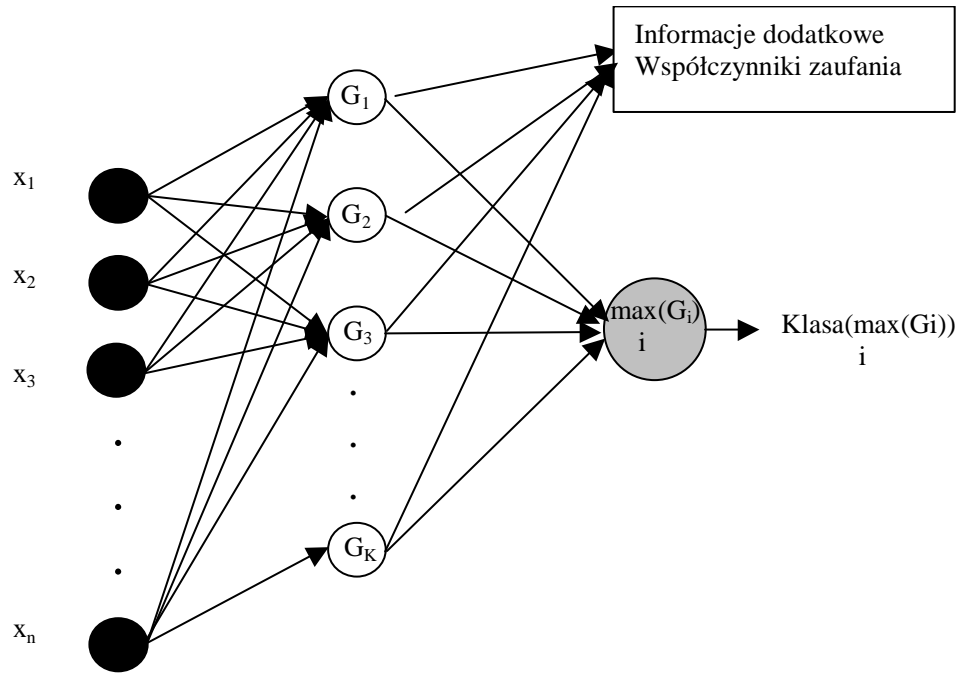 Informacje dodatkowe
Współczynniki zaufania
G1
x1
G2
x2
max(Gi)
i
Klasa(max(Gi))
i
G3
x3
GK
xn